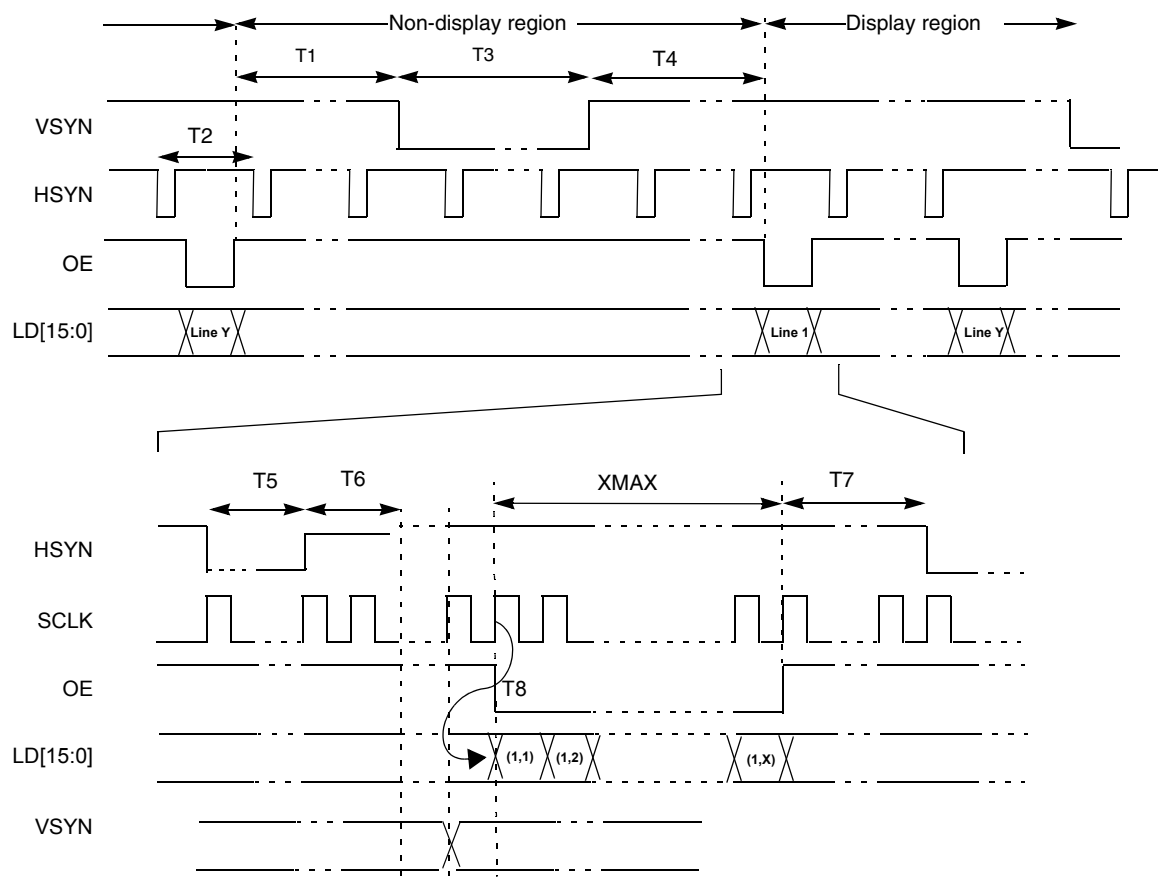 Non-display region
Display region
T1
T3
T4
VSYN
T2
HSYN
OE
LD[15:0]
Line Y
Line 1
Line Y
T5
T6
XMAX
T7
HSYN
SCLK
OE
T8
LD[15:0]
(1,1)
(1,2)
(1,X)
VSYN